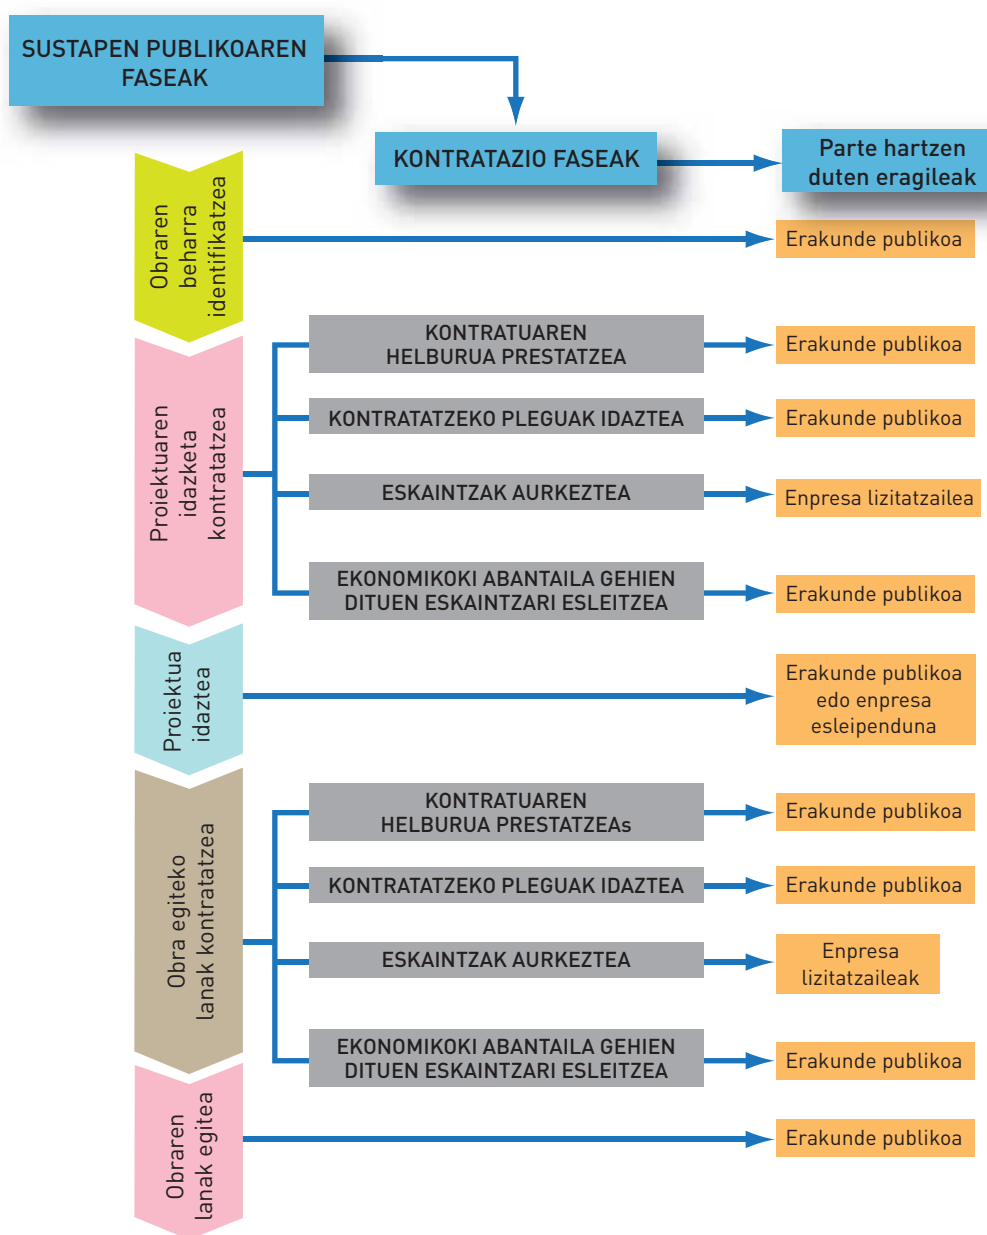 SUSTAPEN PUBLIKOAREN
FASEAK
KONTRATAZIO FASEAK
Parte hartzen
duten eragileak
Obraren
beharra
identifikatzea
Erakunde publikoa
Proiektuaren
idazketa
kontratatzea
KONTRATUAREN
HELBURUA PRESTATZEA
Erakunde publikoa
KONTRATATZEKO PLEGUAK IDAZTEA
Erakunde publikoa
ESKAINTZAK AURKEZTEA
Enpresa lizitatzailea
EKONOMIKOKI ABANTAILA GEHIEN
DITUEN ESKAINTZARI ESLEITZEA
Erakunde publikoa
Proiektua
idaztea
Erakunde publikoa
edo enpresa
esleipenduna
Obra egiteko
lanak kontratatzea
KONTRATUAREN
HELBURUA PRESTATZEAs
Erakunde publikoa
KONTRATATZEKO PLEGUAK IDAZTEA
Erakunde publikoa
ESKAINTZAK AURKEZTEA
Enpresa
lizitatzaileak
EKONOMIKOKI ABANTAILA GEHIEN
DITUEN ESKAINTZARI ESLEITZEA
Erakunde publikoa
Obraren
lanak egitea
Erakunde publikoa